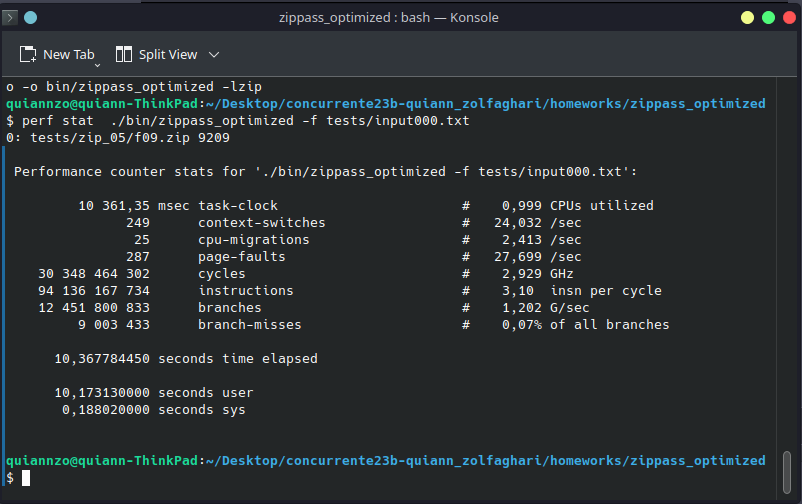 zippass_optimized : bash — Konsole
New Tab Split View
o -o bin/zippass_optimized -lzip
quiannzo@quiann-ThinkPad:~/Desktop/concurrente23b-quiann_zolfaghari/homeworks/zippass_optimized
$ perf stat  ./bin/zippass_optimized -f tests/input000.txt
0: tests/zip_05/f09.zip 9209
Performance counter stats for './bin/zippass_optimized -f tests/input000.txt':
10 361,35 msec task-clock # 0,999 CPUs utilized
249 context-switches # 24,032 /sec
25 cpu-migrations # 2,413 /sec
287 page-faults # 27,699 /sec
30 348 464 302 cycles # 2,929 GHz
94 136 167 734 instructions # 3,10 insn per cycle
12 451 800 833 branches # 1,202 G/sec
9 003 433 branch-misses # 0,07% of all branches
10,367784450 seconds time elapsed
10,173130000 seconds user
0,188020000 seconds sys
quiannzo@quiann-ThinkPad:~/Desktop/concurrente23b-quiann_zolfaghari/homeworks/zippass_optimized
$